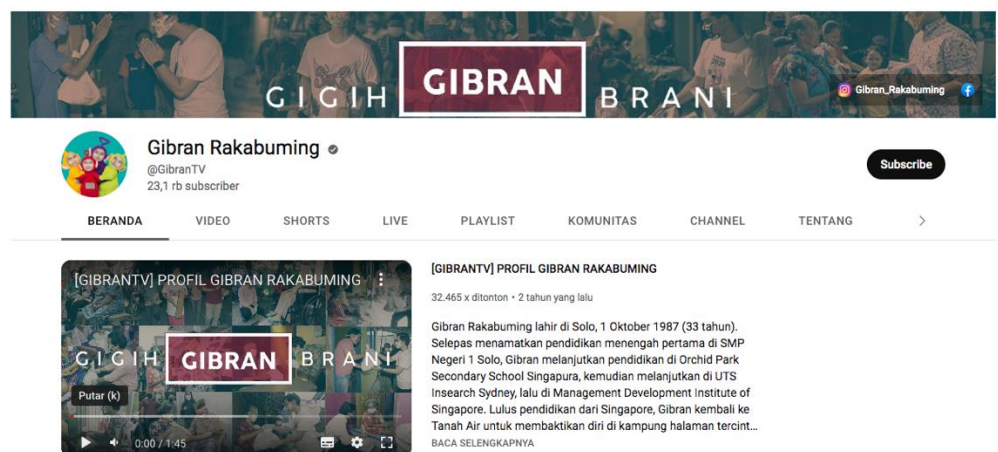 GIGIH GIBRAN BRANI
Gibran_Rakabuming
Gibran Rakabuming
@GibranTV
23,1 rb subscriber
Subscribe
BERANDA VIDEO SHORTS LIVE PLAYLIST KOMUNITAS CHANNEL TENTANG
[GIBRANTV] PROFIL GIBRAN RAKABUMING
GIGIH GIBRAN BRANI
Putar (k)
0:00 / 1:45
[GIBRANTV] PROFIL GIBRAN RAKABUMING
32.465 x ditonton • 2 tahun yang lalu
Gibran Rakabuming lahir di Solo, 1 Oktober 1987 (33 tahun).
Selepas menamatkan pendidikan menengah pertama di SMP
Negeri 1 Solo, Gibran melanjutkan pendidikan di Orchid Park
Secondary School Singapura, kemudian melanjutkan di UTS
Insearch Sydney, lalu di Management Development Institute of
Singapore. Lulus pendidikan dari Singapore, Gibran kembali ke
Tanah Air untuk membaktikan diri di kampung halaman tercint...
BACA SELENGKAPNYA